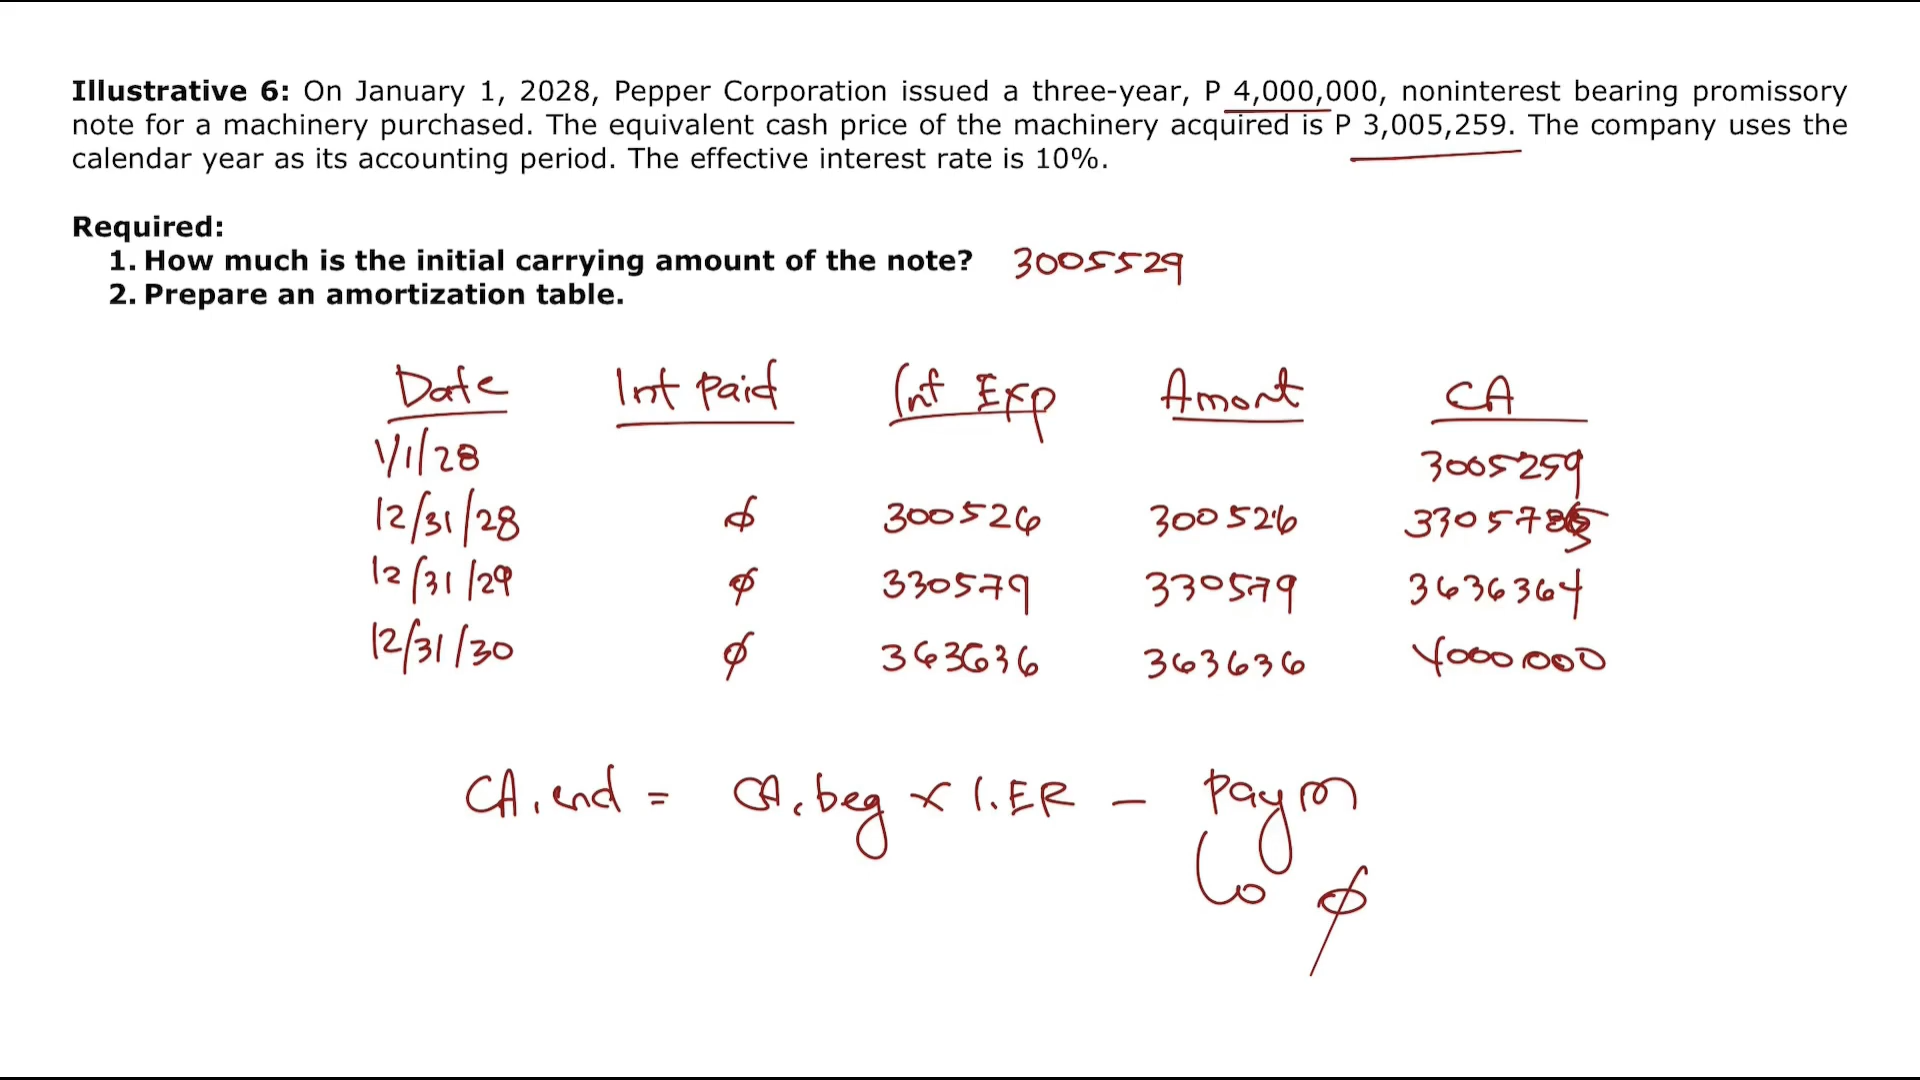 Illustrative 6: On January 1, 2028, Pepper Corporation issued a three-year, P 4,000,000, noninterest bearing promissory
note for a machinery purchased. The equivalent cash price of the machinery acquired is P 3,005,259. The company uses the
calendar year as its accounting period. The effective interest rate is 10%.
Required:
1. How much is the initial carrying amount of the note? 3005529
2. Prepare an amortization table.
Date Int Paid Int Exp Amort CA
1/1/28 3005259
12/31/28 ϕ 300526 300526 3305785
12/31/29 ϕ 330579 330579 3636364
12/31/30 ϕ 363636 363636 4000000
CA, end = CA, beg x 1.ER - Paym
ϕ